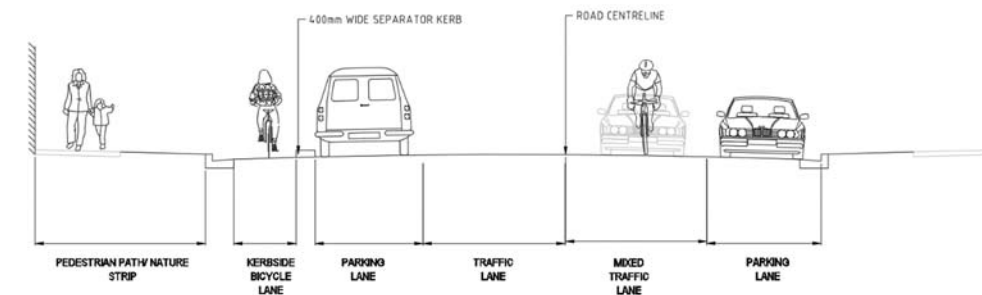 400mm WIDE SEPARATOR KERB
ROAD CENTRELINE
PEDESTRIAN PATH/ NATURE
STRIP
KERBSIDE
BICYCLE
LANE
PARKING
LANE
TRAFFIC
LANE
MIXED
TRAFFIC
LANE
PARKING
LANE